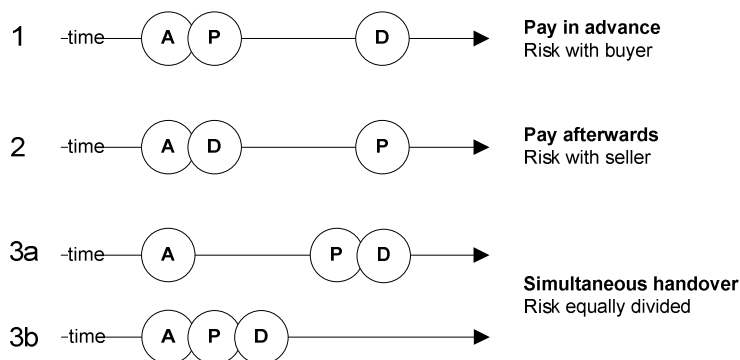 1 time A P D Pay in advance
Risk with buyer
2 time A D P Pay afterwards
Risk with seller
3a time A P D
Simultaneous handover
Risk equally divided
3b time A P D